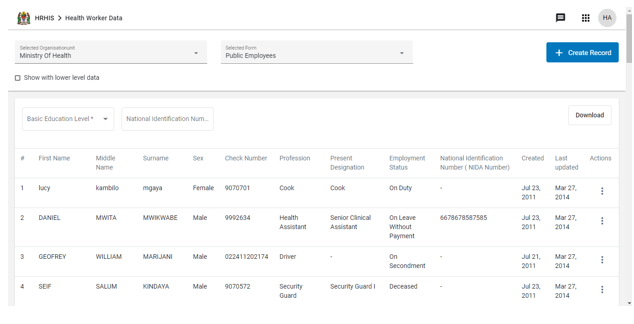 HRHIS > Health Worker Data
HA
Selected Organisationunit
Ministry Of Health
Selected Form
Public Employees
+ Create Record
Show with lower level data
Basic Education Level *
National Identification Num...
Download
# First Name Middle Name Surname Sex Check Number Profession Present Designation Employment Status National Identification Number ( NIDA Number) Created Last updated Actions
1 lucy kambilo mgaya Female 9070701 Cook Cook On Duty - Jul 23, 2011 Mar 27, 2014
2 DANIEL MWITA MWIKWABE Male 9992634 Health Assistant Senior Clinical Assistant On Leave Without Payment 6678678587585 Jul 23, 2011 Mar 27, 2014
3 GEOFREY WILLIAM MARIJANI Male 022411202174 Driver - On Secondment - Jul 21, 2011 Mar 27, 2014
4 SEIF SALUM KINDAYA Male 9070572 Security Guard Security Guard I Deceased - Jul 23, 2011 Mar 27, 2014